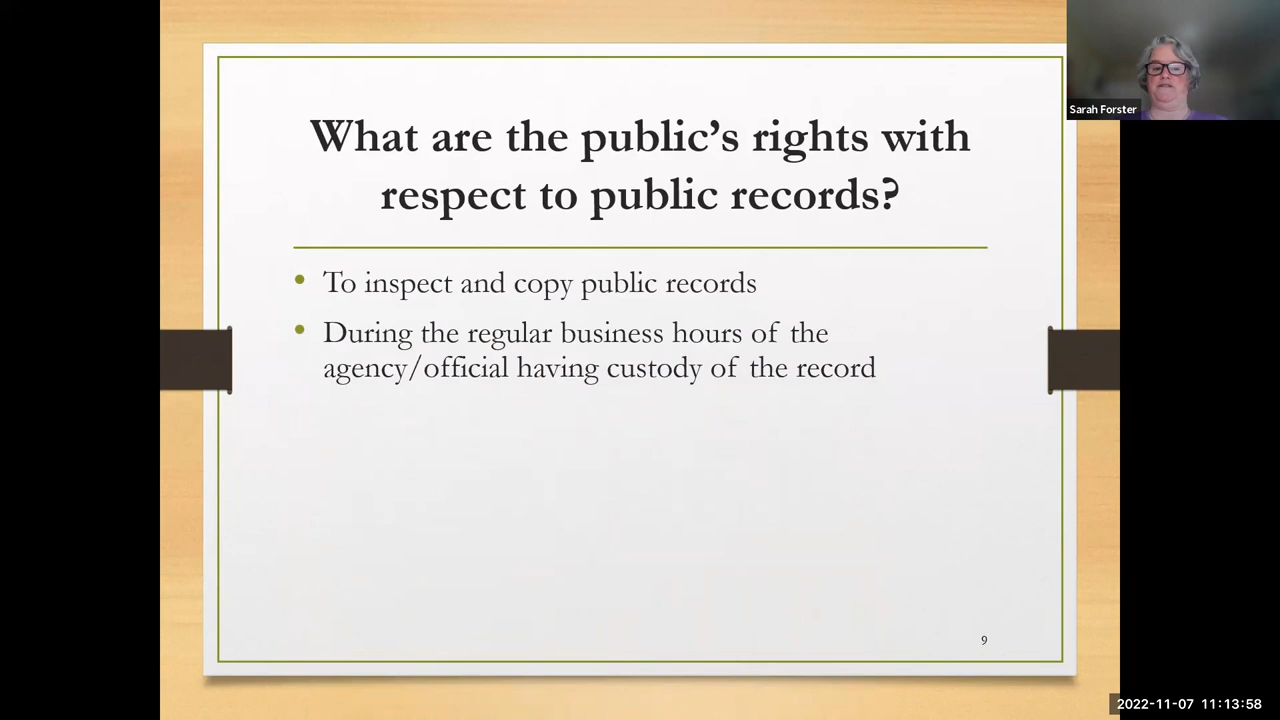 What are the public’s rights with
respect to public records?
• To inspect and copy public records
• During the regular business hours of the
agency/official having custody of the record
9
Sarah Forster
2022-11-07 11:13:58